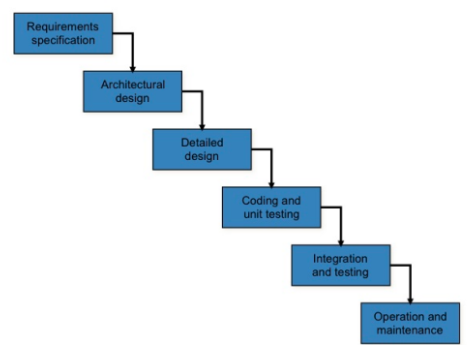 Requirements
specification
Architectural
design
Detailed
design
Coding and
unit testing
Integration
and testing
Operation and
maintenance